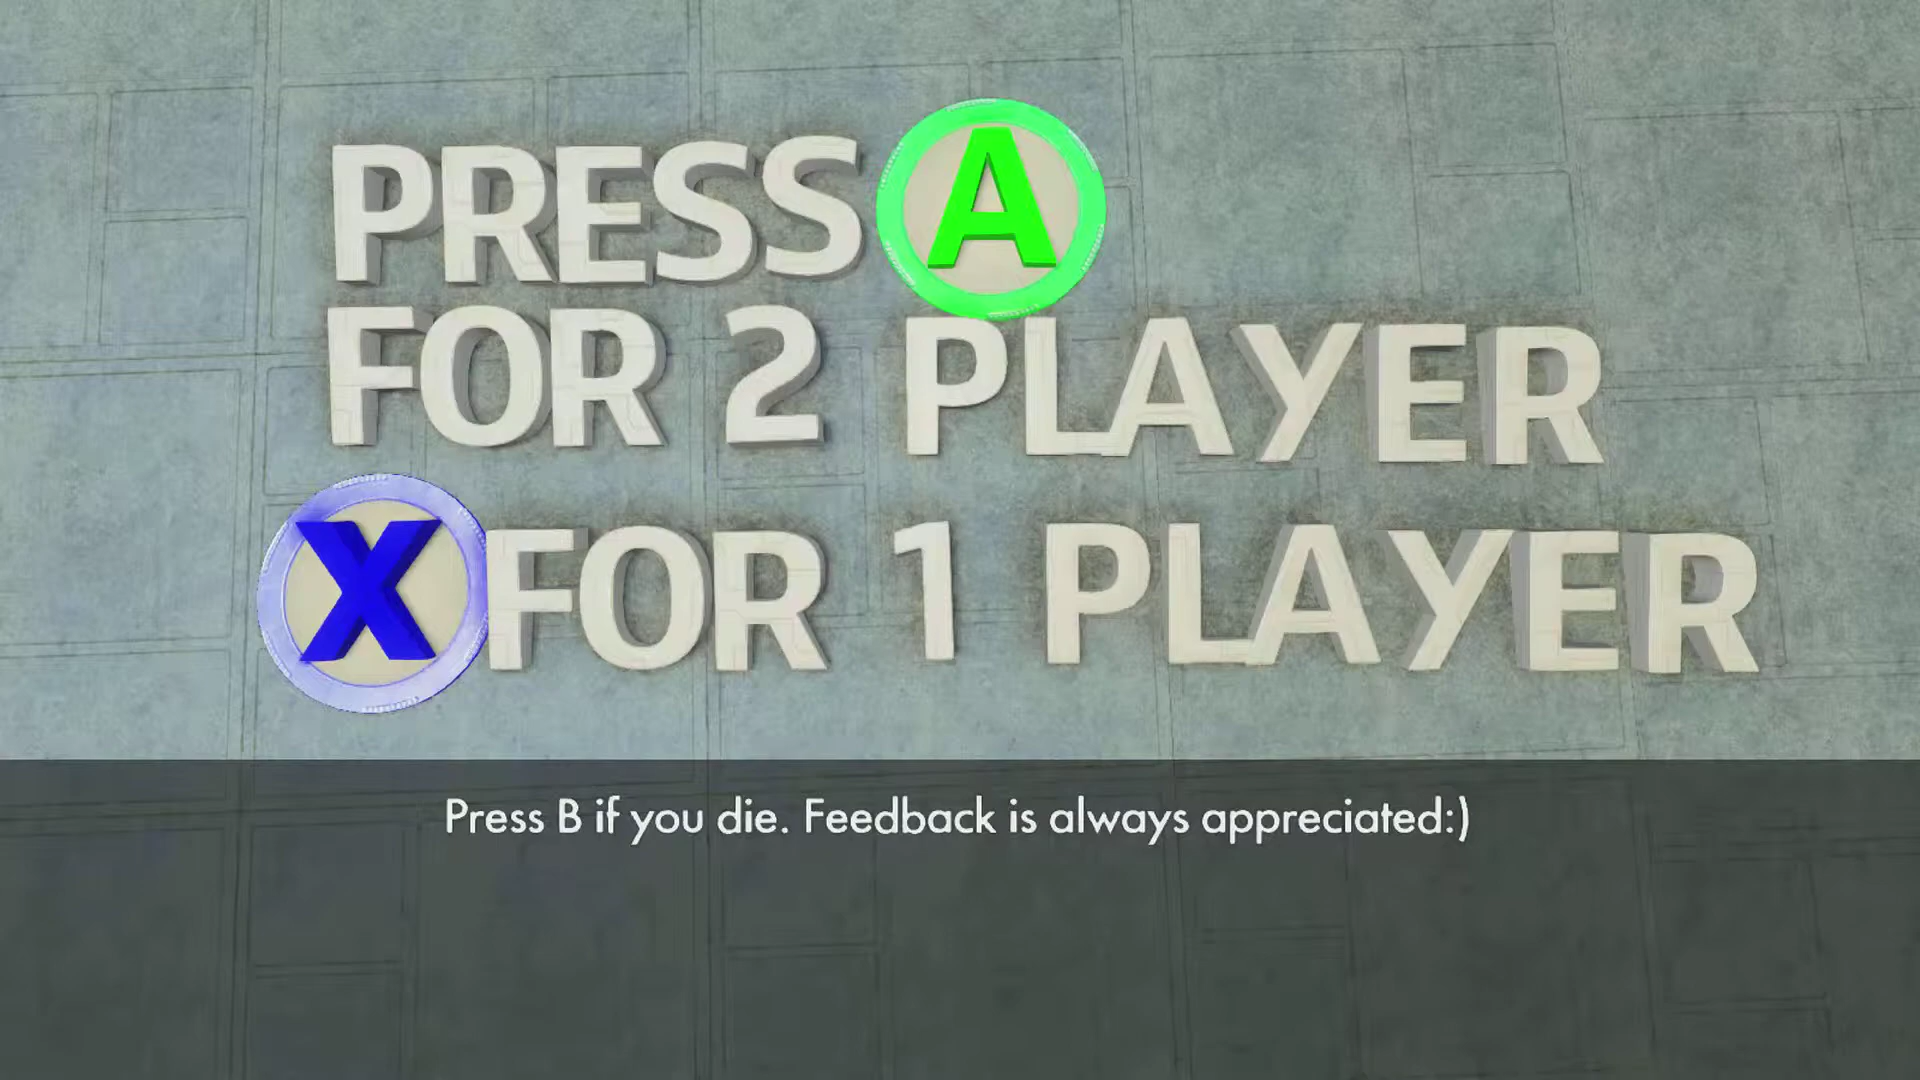 PRESS A
FOR 2 PLAYER
X FOR 1 PLAYER
Press B if you die. Feedback is always appreciated:)